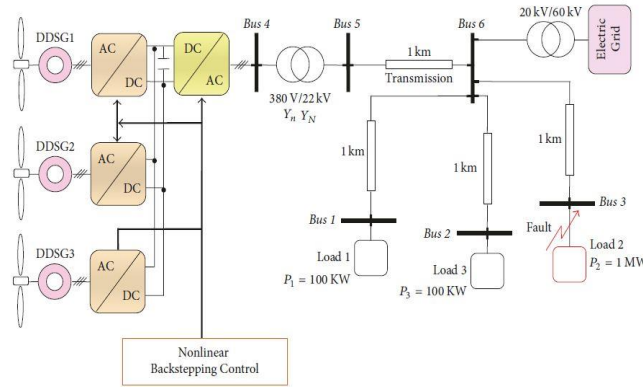 DDSG1
AC
DC
DC
AC
Bus 4
380 V/22 kV
Yn YN
Bus 5
1 km
Transmission
Bus 6
20 kV/60 kV
Electric
Grid
DDSG2
AC
DC
1 km
1 km
1 km
Bus 1
Bus 2
Bus 3
Fault
Load 1
P1 = 100 KW
Load 3
P3 = 100 KW
Load 2
P2 = 1 MW
DDSG3
AC
DC
Nonlinear
Backstepping Control